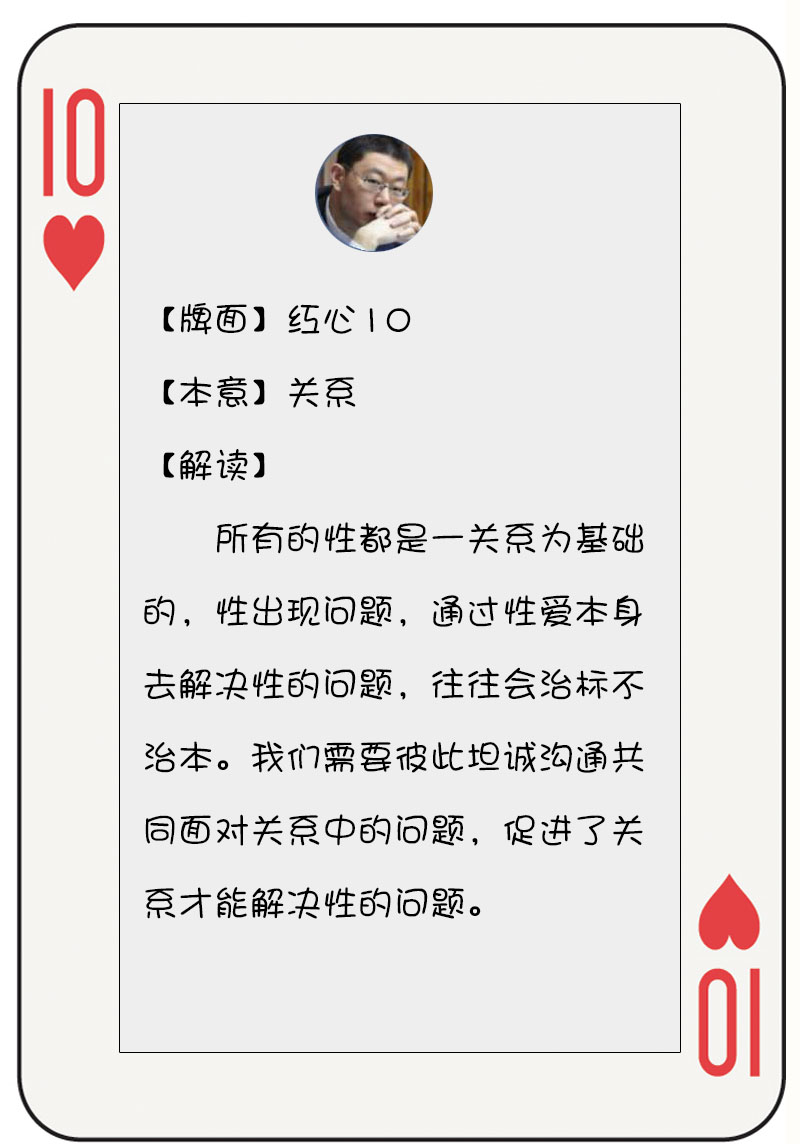 10
【牌面】红心10
【本意】关系
【解读】
所有的性都是一关系为基础
的，性出现问题，通过性爱本身
去解决性的问题，往往会治标不
治本。我们需要彼此坦诚沟通共
同面对关系中的问题，促进了关
系才能解决性的问题。
10